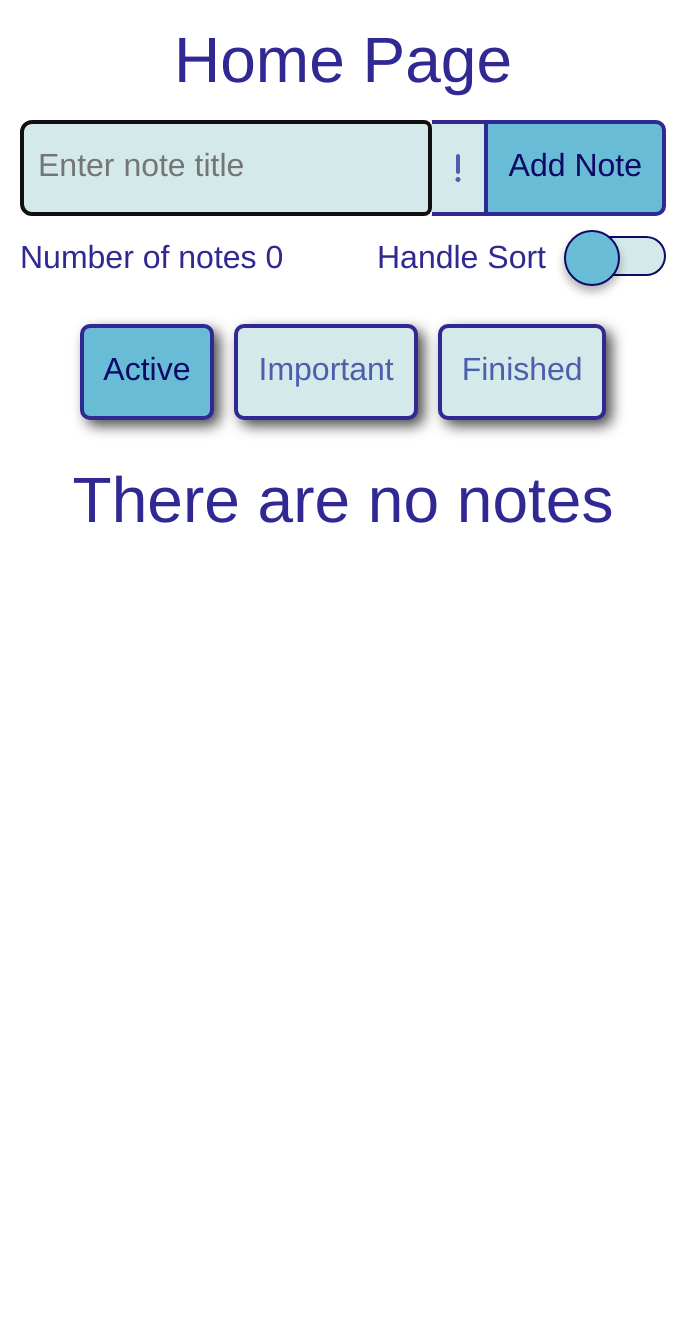 Home Page
Enter note title ! Add Note
Number of notes 0 Handle Sort
Active Important Finished
There are no notes